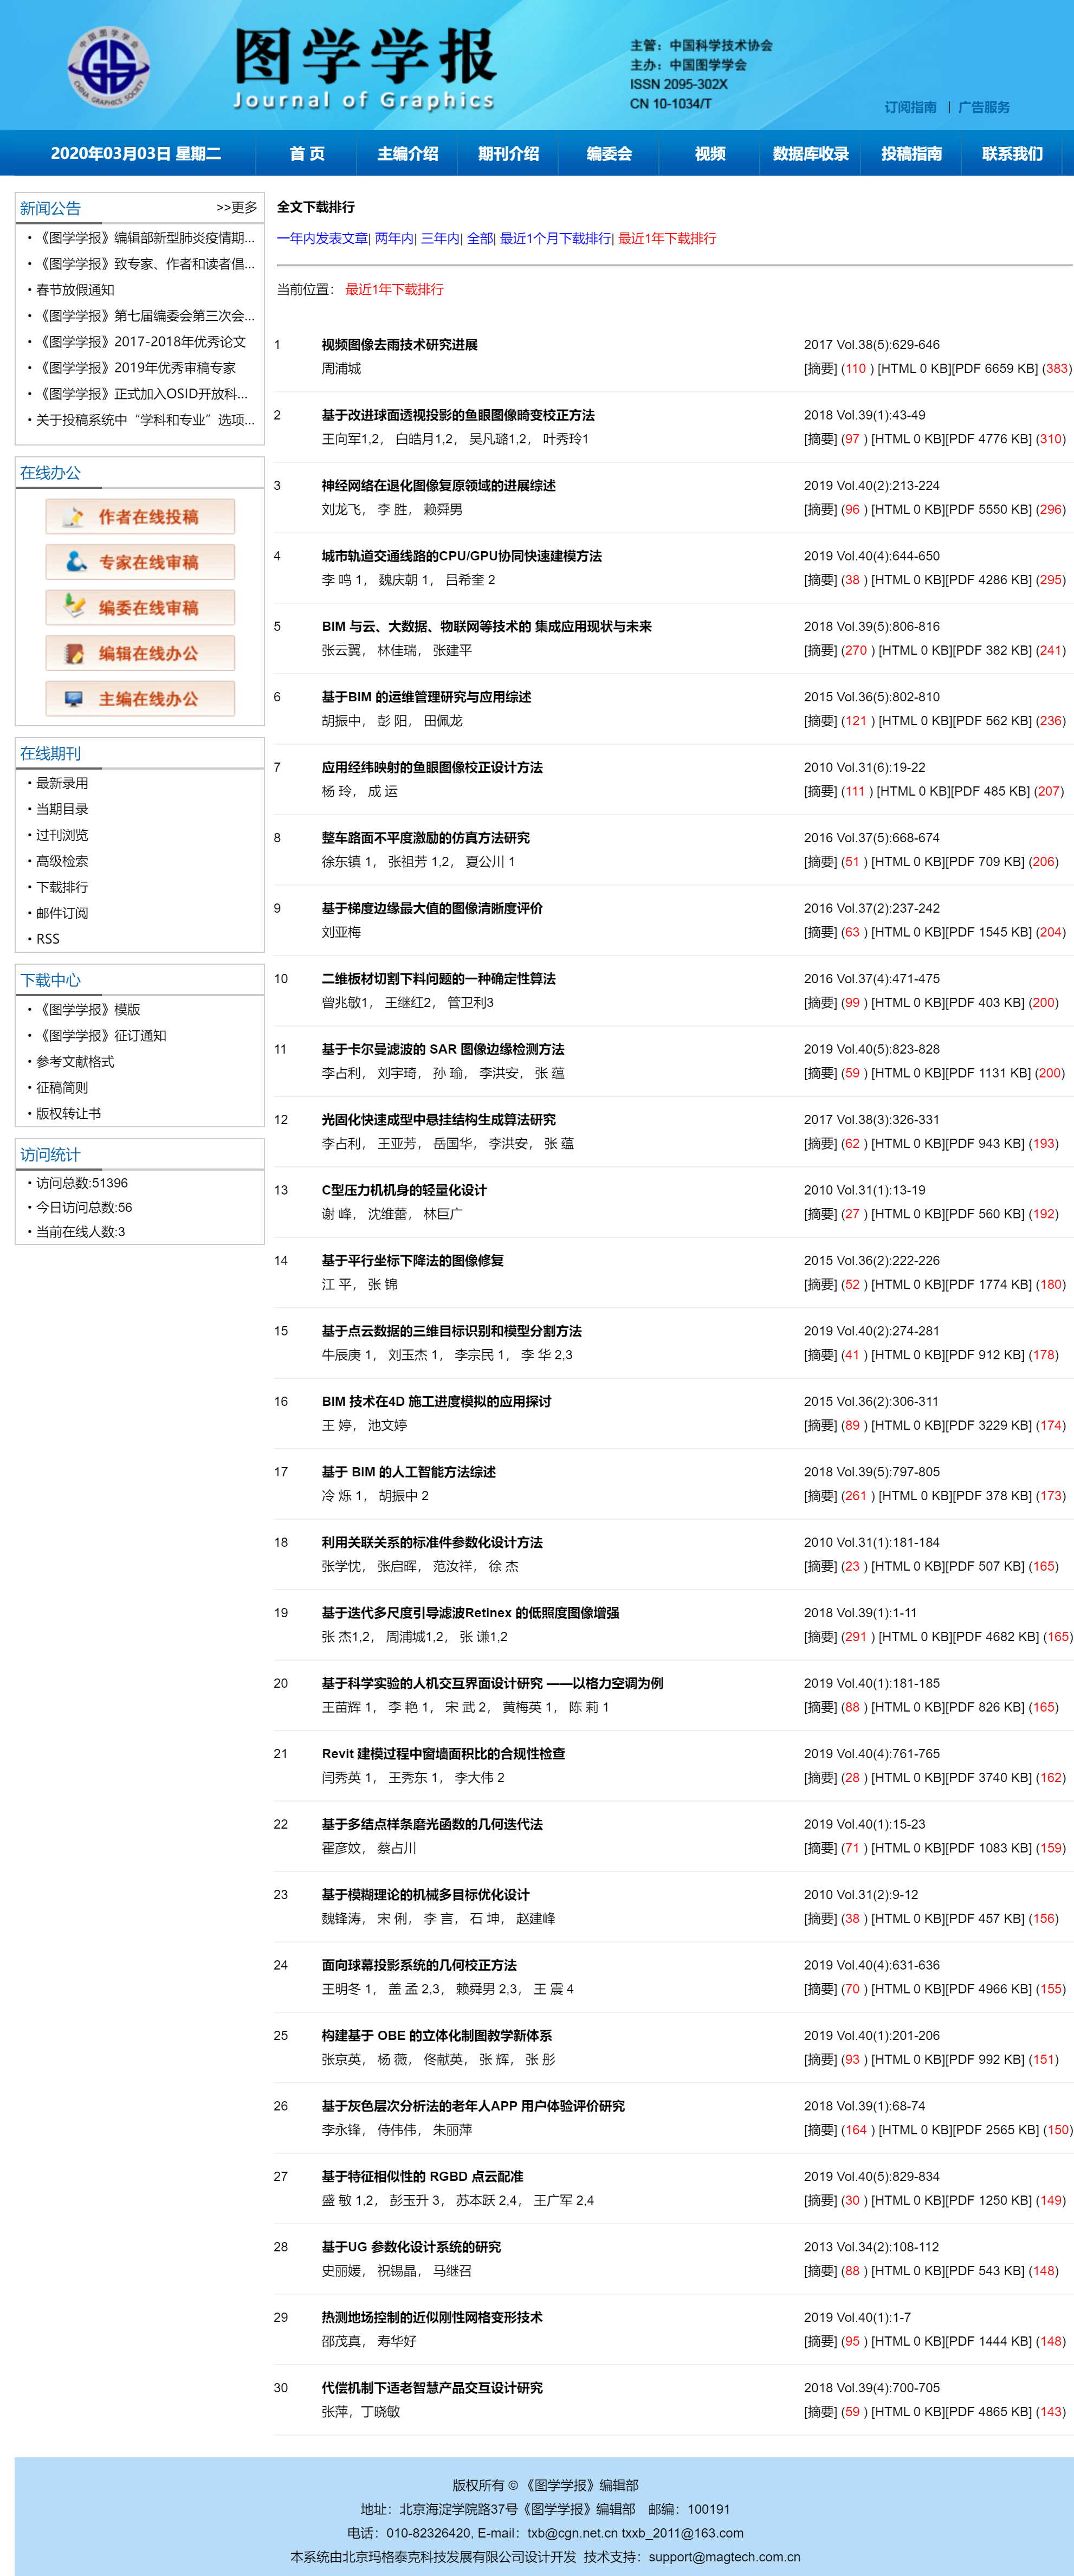 中国图学学会
CHINA GRAPHICS SOCIETY
图学学报
Journal of Graphics
主管：中国科学技术协会
主办：中国图学学会
ISSN 2095-302X
CN 10-1034/T
订阅指南 | 广告服务
2020年03月03日 星期二 首 页 主编介绍 期刊介绍 编委会 视频 数据库收录 投稿指南 联系我们
新闻公告 >>更多
• 《图学学报》编辑部新型肺炎疫情期...
• 《图学学报》致专家、作者和读者倡...
• 春节放假通知
• 《图学学报》第七届编委会第三次会...
• 《图学学报》2017-2018年优秀论文
• 《图学学报》2019年优秀审稿专家
• 《图学学报》正式加入OSID开放科...
• 关于投稿系统中“学科和专业”选项...
在线办公
作者在线投稿
专家在线审稿
编委在线审稿
编辑在线办公
主编在线办公
在线期刊
• 最新录用
• 当期目录
• 过刊浏览
• 高级检索
• 下载排行
• 邮件订阅
• RSS
下载中心
• 《图学学报》模版
• 《图学学报》征订通知
• 参考文献格式
• 征稿简则
• 版权转让书
访问统计
• 访问总数:51396
• 今日访问总数:56
• 当前在线人数:3
全文下载排行
一年内发表文章| 两年内| 三年内| 全部| 最近1个月下载排行| 最近1年下载排行
当前位置： 最近1年下载排行
1 视频图像去雨技术研究进展 2017 Vol.38(5):629-646
周浦城 [摘要] (110 ) [HTML 0 KB][PDF 6659 KB] (383)
2 基于改进球面透视投影的鱼眼图像畸变校正方法 2018 Vol.39(1):43-49
王向军1,2， 白皓月1,2， 吴凡璐1,2， 叶秀玲1 [摘要] (97 ) [HTML 0 KB][PDF 4776 KB] (310)
3 神经网络在退化图像复原领域的进展综述 2019 Vol.40(2):213-224
刘龙飞， 李 胜， 赖舜男 [摘要] (96 ) [HTML 0 KB][PDF 5550 KB] (296)
4 城市轨道交通线路的CPU/GPU协同快速建模方法 2019 Vol.40(4):644-650
李 鸣 1， 魏庆朝 1， 吕希奎 2 [摘要] (38 ) [HTML 0 KB][PDF 4286 KB] (295)
5 BIM 与云、大数据、物联网等技术的 集成应用现状与未来 2018 Vol.39(5):806-816
张云翼， 林佳瑞， 张建平 [摘要] (270 ) [HTML 0 KB][PDF 382 KB] (241)
6 基于BIM 的运维管理研究与应用综述 2015 Vol.36(5):802-810
胡振中， 彭 阳， 田佩龙 [摘要] (121 ) [HTML 0 KB][PDF 562 KB] (236)
7 应用经纬映射的鱼眼图像校正设计方法 2010 Vol.31(6):19-22
杨 玲， 成 运 [摘要] (111 ) [HTML 0 KB][PDF 485 KB] (207)
8 整车路面不平度激励的仿真方法研究 2016 Vol.37(5):668-674
徐东镇 1， 张祖芳 1,2， 夏公川 1 [摘要] (51 ) [HTML 0 KB][PDF 709 KB] (206)
9 基于梯度边缘最大值的图像清晰度评价 2016 Vol.37(2):237-242
刘亚梅 [摘要] (63 ) [HTML 0 KB][PDF 1545 KB] (204)
10 二维板材切割下料问题的一种确定性算法 2016 Vol.37(4):471-475
曾兆敏1， 王继红2， 管卫利3 [摘要] (99 ) [HTML 0 KB][PDF 403 KB] (200)
11 基于卡尔曼滤波的 SAR 图像边缘检测方法 2019 Vol.40(5):823-828
李占利， 刘宇琦， 孙 瑜， 李洪安， 张 蕴 [摘要] (59 ) [HTML 0 KB][PDF 1131 KB] (200)
12 光固化快速成型中悬挂结构生成算法研究 2017 Vol.38(3):326-331
李占利， 王亚芳， 岳国华， 李洪安， 张 蕴 [摘要] (62 ) [HTML 0 KB][PDF 943 KB] (193)
13 C型压力机机身的轻量化设计 2010 Vol.31(1):13-19
谢 峰， 沈维蕾， 林巨广 [摘要] (27 ) [HTML 0 KB][PDF 560 KB] (192)
14 基于平行坐标下降法的图像修复 2015 Vol.36(2):222-226
江 平， 张 锦 [摘要] (52 ) [HTML 0 KB][PDF 1774 KB] (180)
15 基于点云数据的三维目标识别和模型分割方法 2019 Vol.40(2):274-281
牛辰庚 1， 刘玉杰 1， 李宗民 1， 李 华 2,3 [摘要] (41 ) [HTML 0 KB][PDF 912 KB] (178)
16 BIM 技术在4D 施工进度模拟的应用探讨 2015 Vol.36(2):306-311
王 婷， 池文婷 [摘要] (89 ) [HTML 0 KB][PDF 3229 KB] (174)
17 基于 BIM 的人工智能方法综述 2018 Vol.39(5):797-805
冷 烁 1， 胡振中 2 [摘要] (261 ) [HTML 0 KB][PDF 378 KB] (173)
18 利用关联关系的标准件参数化设计方法 2010 Vol.31(1):181-184
张学忱， 张启晖， 范汝祥， 徐 杰 [摘要] (23 ) [HTML 0 KB][PDF 507 KB] (165)
19 基于迭代多尺度引导滤波Retinex 的低照度图像增强 2018 Vol.39(1):1-11
张 杰1,2， 周浦城1,2， 张 谦1,2 [摘要] (291 ) [HTML 0 KB][PDF 4682 KB] (165)
20 基于科学实验的人机交互界面设计研究 ——以格力空调为例 2019 Vol.40(1):181-185
王苗辉 1， 李 艳 1， 宋 武 2， 黄梅英 1， 陈 莉 1 [摘要] (88 ) [HTML 0 KB][PDF 826 KB] (165)
21 Revit 建模过程中窗墙面积比的合规性检查 2019 Vol.40(4):761-765
闫秀英 1， 王秀东 1， 李大伟 2 [摘要] (28 ) [HTML 0 KB][PDF 3740 KB] (162)
22 基于多结点样条磨光函数的几何迭代法 2019 Vol.40(1):15-23
霍彦妏， 蔡占川 [摘要] (71 ) [HTML 0 KB][PDF 1083 KB] (159)
23 基于模糊理论的机械多目标优化设计 2010 Vol.31(2):9-12
魏锋涛， 宋 俐， 李 言， 石 坤， 赵建峰 [摘要] (38 ) [HTML 0 KB][PDF 457 KB] (156)
24 面向球幕投影系统的几何校正方法 2019 Vol.40(4):631-636
王明冬 1， 盖 孟 2,3， 赖舜男 2,3， 王 震 4 [摘要] (70 ) [HTML 0 KB][PDF 4966 KB] (155)
25 构建基于 OBE 的立体化制图教学新体系 2019 Vol.40(1):201-206
张京英， 杨 薇， 佟献英， 张 辉， 张 彤 [摘要] (93 ) [HTML 0 KB][PDF 992 KB] (151)
26 基于灰色层次分析法的老年人APP 用户体验评价研究 2018 Vol.39(1):68-74
李永锋， 侍伟伟， 朱丽萍 [摘要] (164 ) [HTML 0 KB][PDF 2565 KB] (150)
27 基于特征相似性的 RGBD 点云配准 2019 Vol.40(5):829-834
盛 敏 1,2， 彭玉升 3， 苏本跃 2,4， 王广军 2,4 [摘要] (30 ) [HTML 0 KB][PDF 1250 KB] (149)
28 基于UG 参数化设计系统的研究 2013 Vol.34(2):108-112
史丽媛， 祝锡晶， 马继召 [摘要] (88 ) [HTML 0 KB][PDF 543 KB] (148)
29 热测地场控制的近似刚性网格变形技术 2019 Vol.40(1):1-7
邵茂真， 寿华好 [摘要] (95 ) [HTML 0 KB][PDF 1444 KB] (148)
30 代偿机制下适老智慧产品交互设计研究 2018 Vol.39(4):700-705
张萍，丁晓敏 [摘要] (59 ) [HTML 0 KB][PDF 4865 KB] (143)
版权所有 © 《图学学报》编辑部
地址：北京海淀学院路37号《图学学报》编辑部 邮编：100191
电话：010-82326420, E-mail：txb@cgn.net.cn txxb_2011@163.com
本系统由北京玛格泰克科技发展有限公司设计开发 技术支持：support@magtech.com.cn